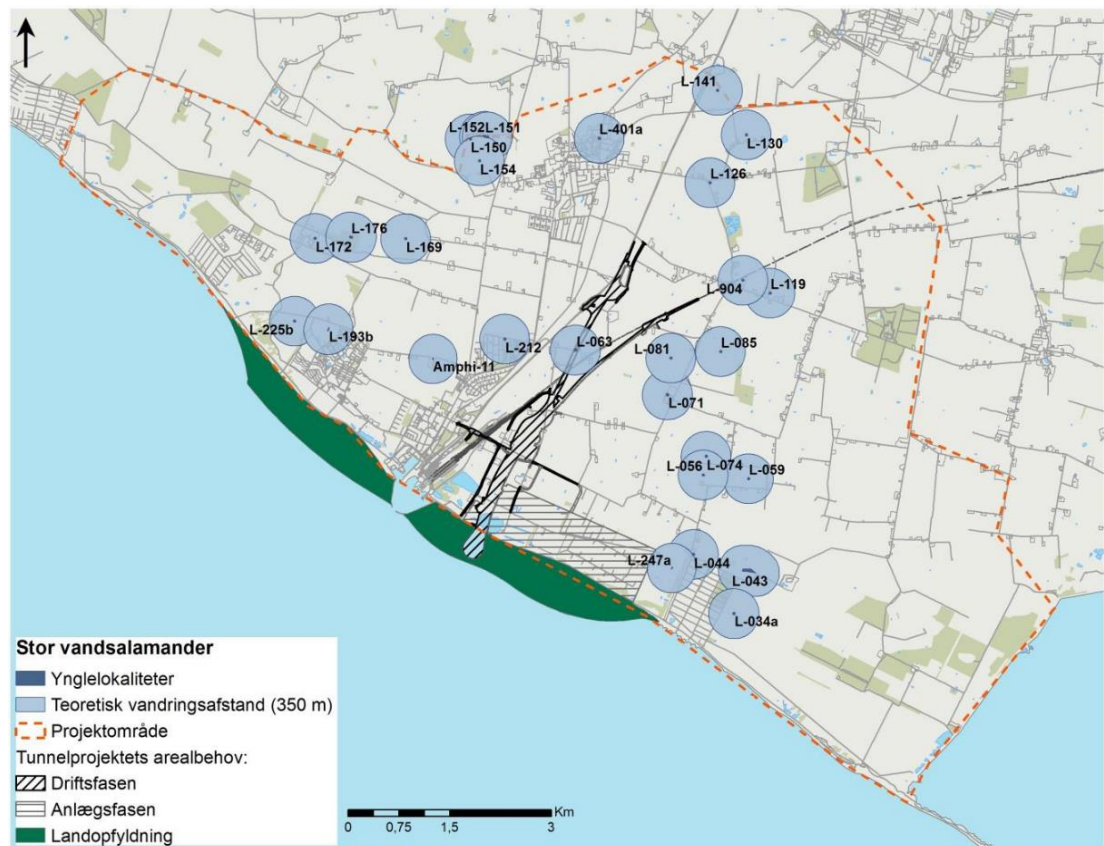 L-141
L-152
L-151
L-401a
L-150
L-130
L-154
L-126
L-176
L-172
L-169
L-904
L-119
L-225b
L-193b
L-212
L-063
L-081
L-085
Amphi-11
L-071
L-056
L-074
L-059
L-247a
L-044
L-043
L-034a
Stor vandsalamander
Ynglelokaliteter
Teoretisk vandringsafstand (350 m)
Projektområde
Tunnelprojektets arealbehov:
Driftsfasen
Anlægsfasen
Landopfyldning
Km
0 0,75 1,5 3